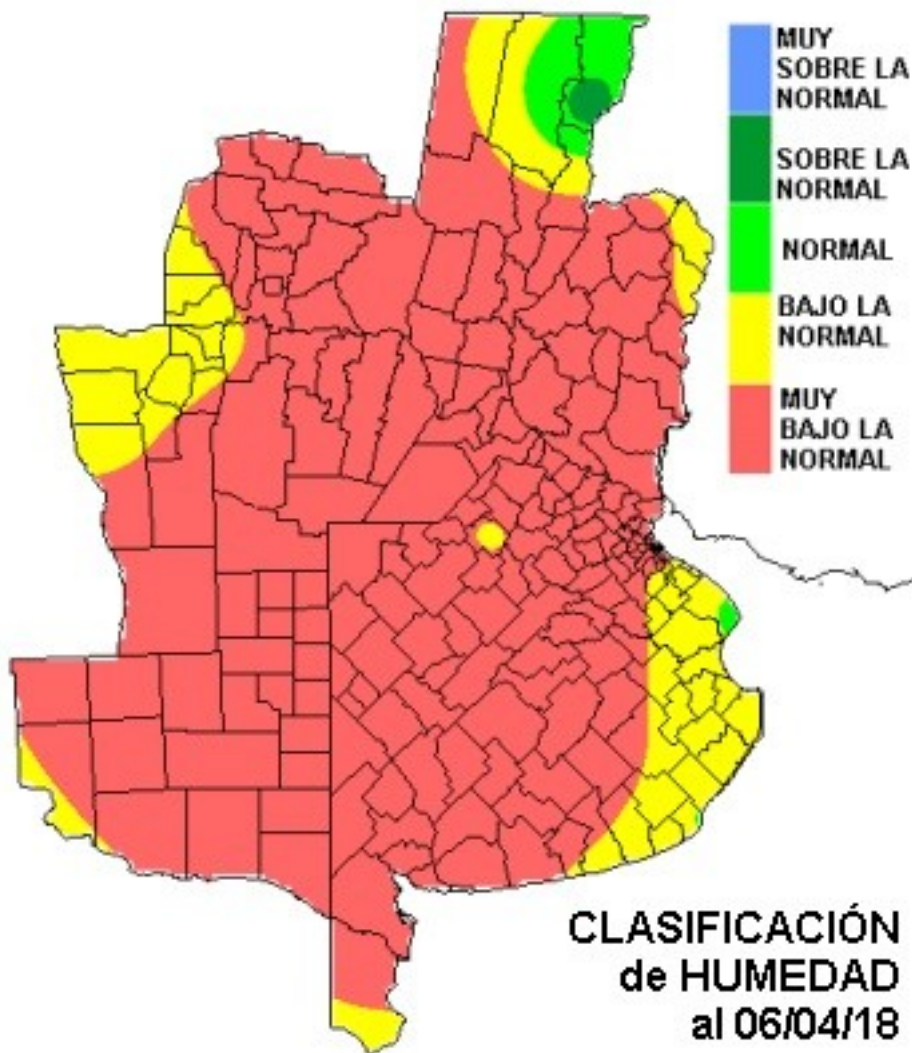 MUY
SOBRE LA
NORMAL
SOBRE LA
NORMAL
NORMAL
BAJO LA
NORMAL
MUY
BAJO LA
NORMAL
CLASIFICACIÓN
de HUMEDAD
al 06/04/18